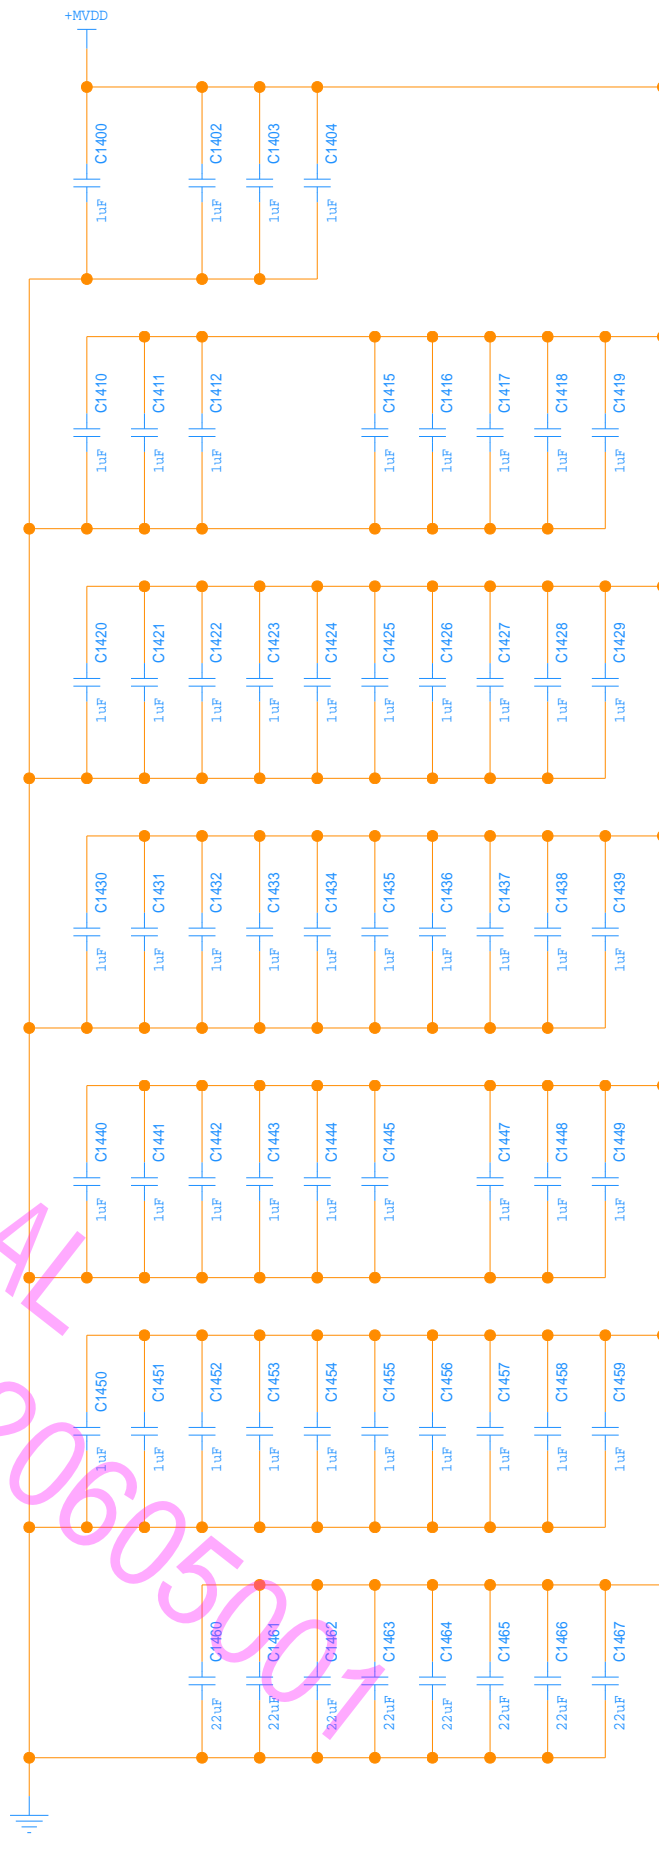 +MVDD
C1400 C1402 C1403 C1404
1uF 1uF 1uF 1uF
C1410 C1411 C1412 C1415 C1416 C1417 C1418 C1419
1uF 1uF 1uF 1uF 1uF 1uF 1uF 1uF
C1420 C1421 C1422 C1423 C1424 C1425 C1426 C1427 C1428 C1429
1uF 1uF 1uF 1uF 1uF 1uF 1uF 1uF 1uF 1uF
C1430 C1431 C1432 C1433 C1434 C1435 C1436 C1437 C1438 C1439
1uF 1uF 1uF 1uF 1uF 1uF 1uF 1uF 1uF 1uF
C1440 C1441 C1442 C1443 C1444 C1445 C1447 C1448 C1449
1uF 1uF 1uF 1uF 1uF 1uF 1uF 1uF 1uF
AL
C1450 C1451 C1452 C1453 C1454 C1455 C1456 C1457 C1458 C1459
1uF 1uF 1uF 1uF 1uF 1uF 1uF 1uF 1uF 1uF
20605001
C1460 C1461 C1462 C1463 C1464 C1465 C1466 C1467
22uF 22uF 22uF 22uF 22uF 22uF 22uF 22uF